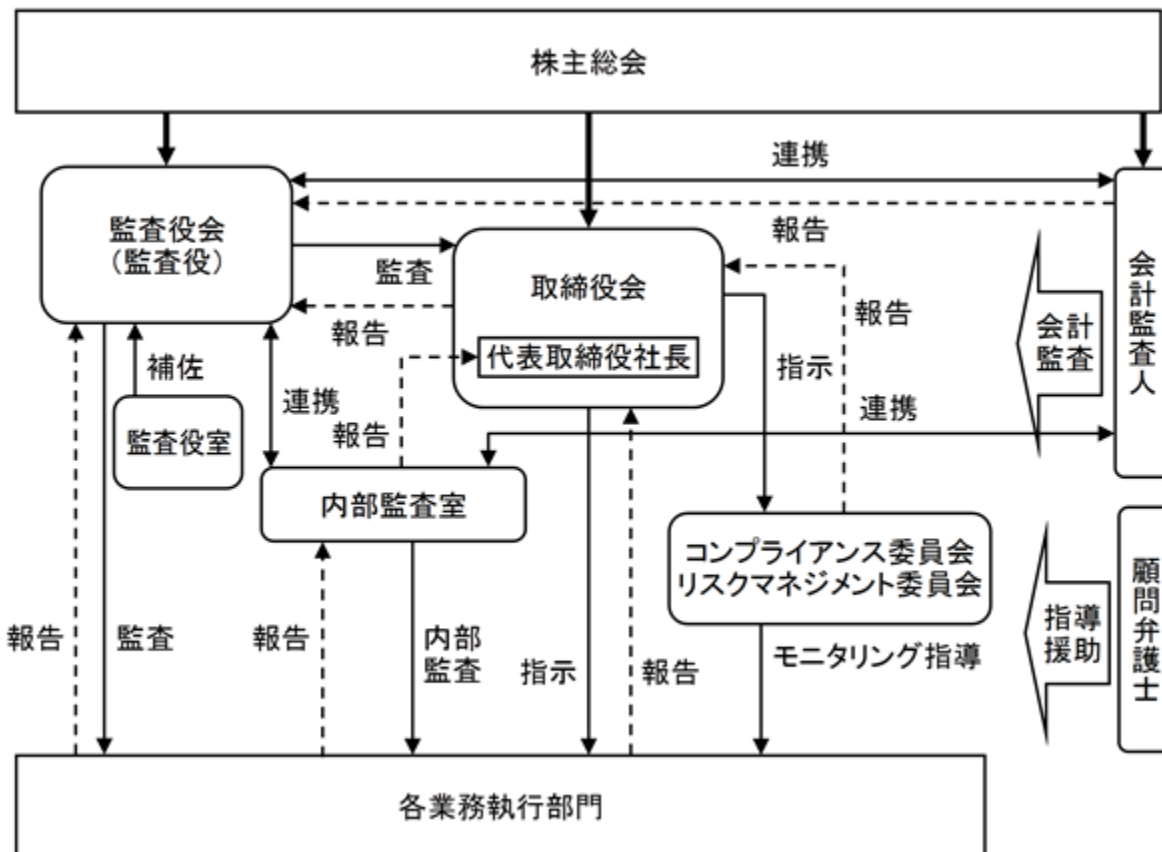 株主総会
連携
監査役会
(監査役)
監査
報告
取締役会
代表取締役社長
報告
報告
会計監査人
会計
監査
補佐
監査役室
連携
報告
指示
連携
内部監査室
コンプライアンス委員会
リスクマネジメント委員会
顧問弁護士
指導
援助
報告
監査
報告
内部
監査
指示
報告
モニタリング指導
各業務執行部門